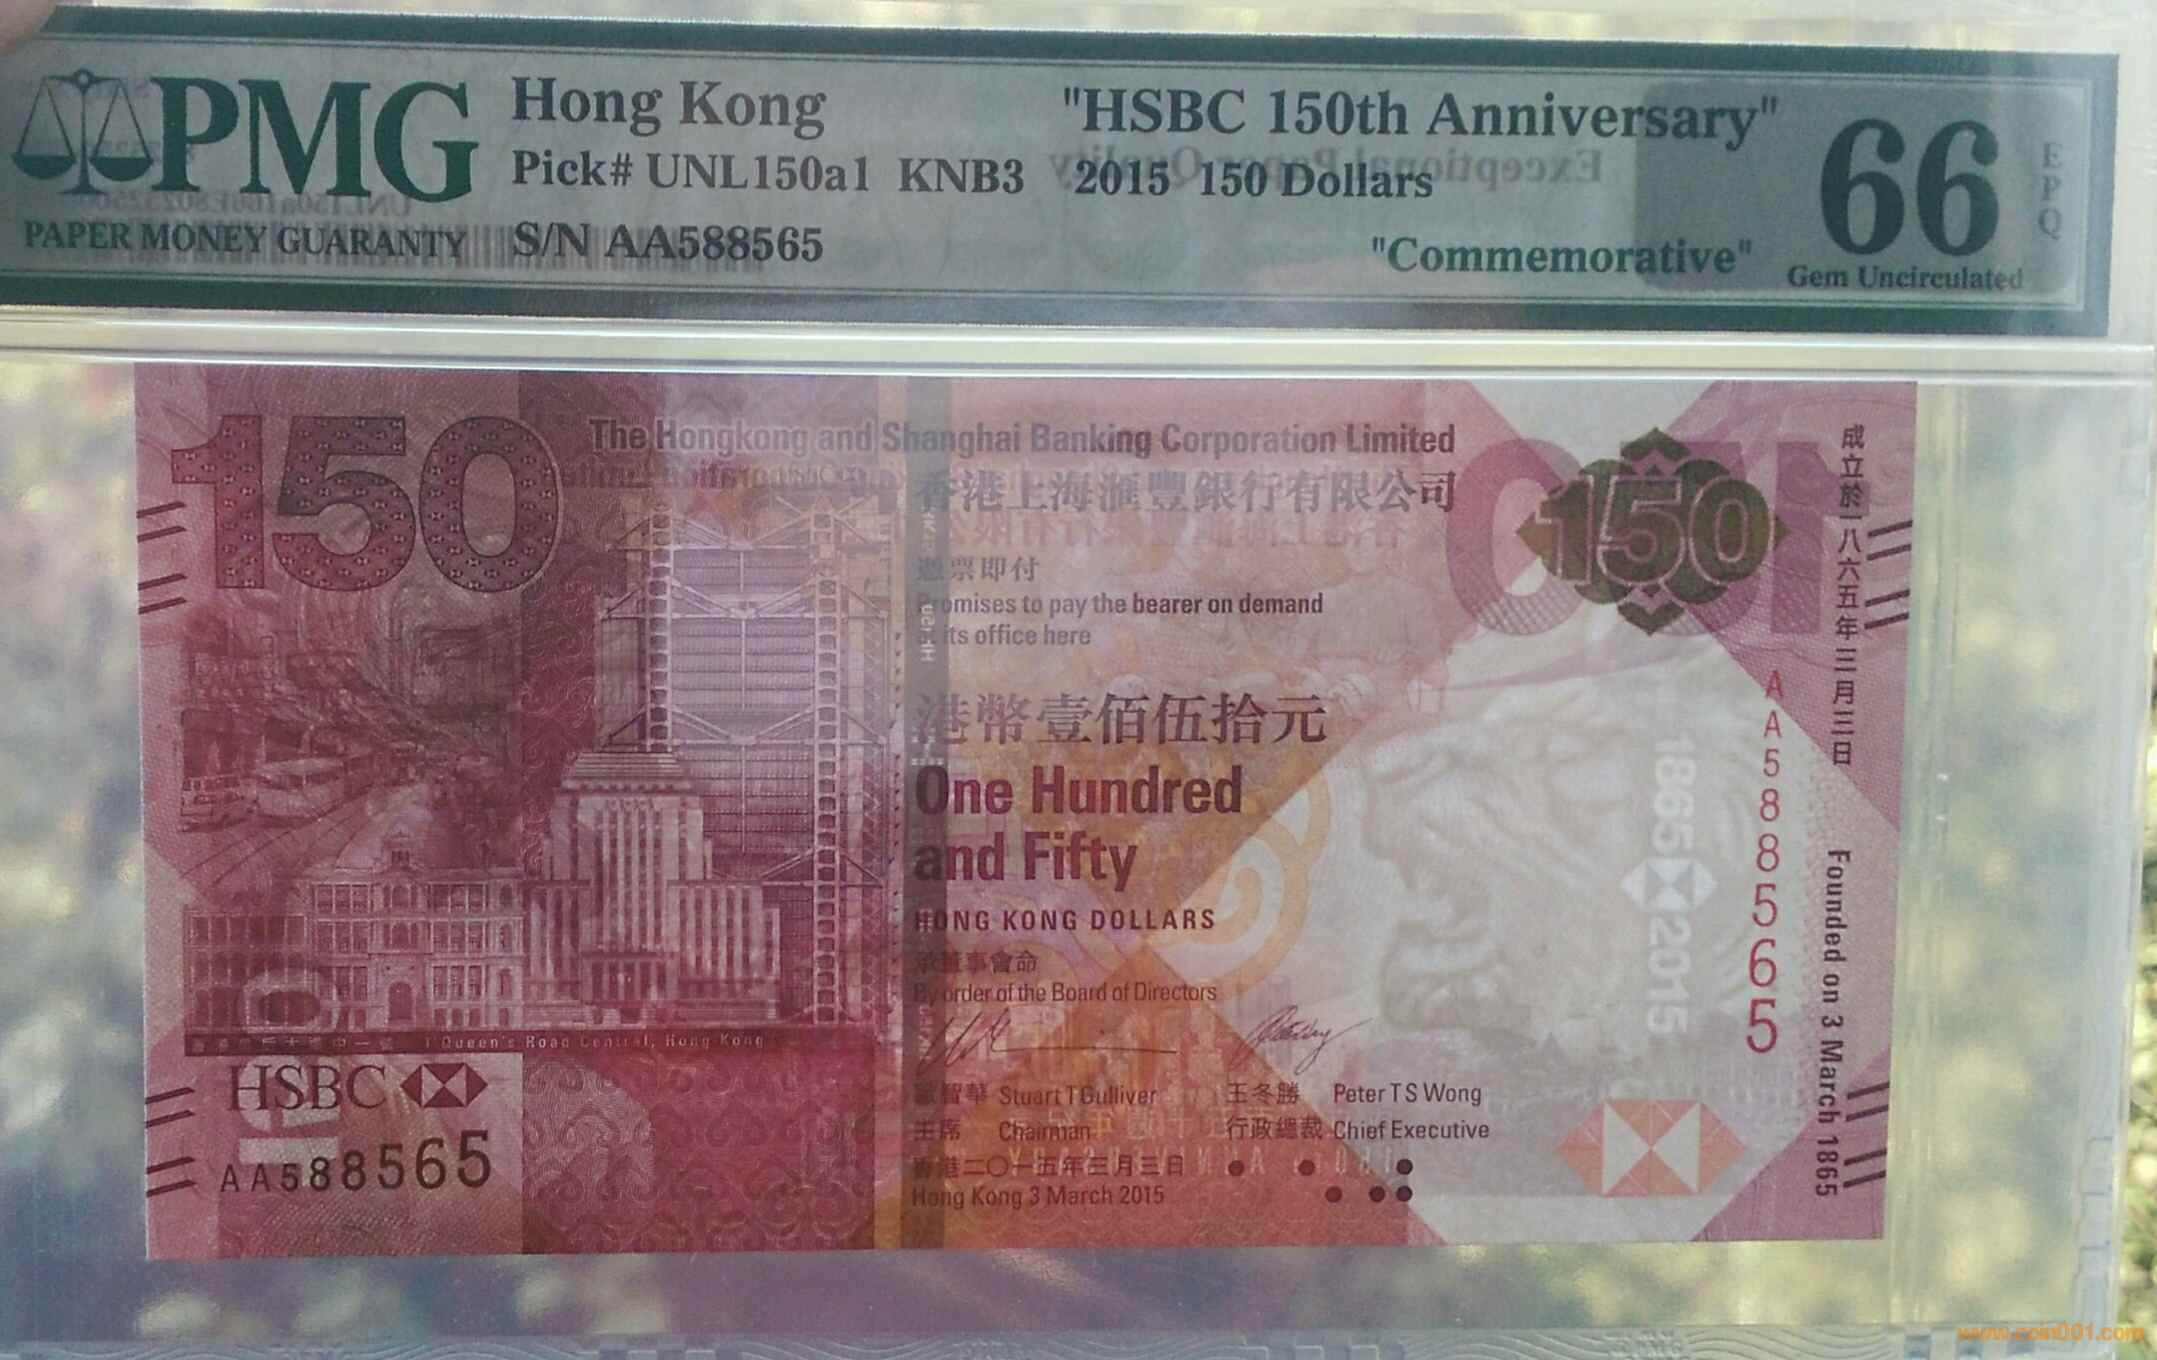 PMG
PAPER MONEY GUARANTY
Hong Kong
Pick# UNL150a1 KNB3
S/N AA588565
"HSBC 150th Anniversary"
2015 150 Dollars
"Commemorative"
66
EPQ
Gem Uncirculated
150
The Hongkong and Shanghai Banking Corporation Limited
香港上海滙豐銀行有限公司
憑票即付
Promises to pay the bearer on demand
at its office here
港幣壹佰伍拾元
One Hundred
and Fifty
HONG KONG DOLLARS
承董事會命
By order of the Board of Directors
Stuart T Gulliver
主席 Chairman
王冬勝 Peter T S Wong
行政總裁 Chief Executive
香港二〇一五年三月三日
Hong Kong 3 March 2015
1 Queen's Road Central, Hong Kong
HSBC
AA588565
150
1865 2015
AA588565
成立於一八六五年三月三日
Founded on 3 March 1865
www.coin001.com